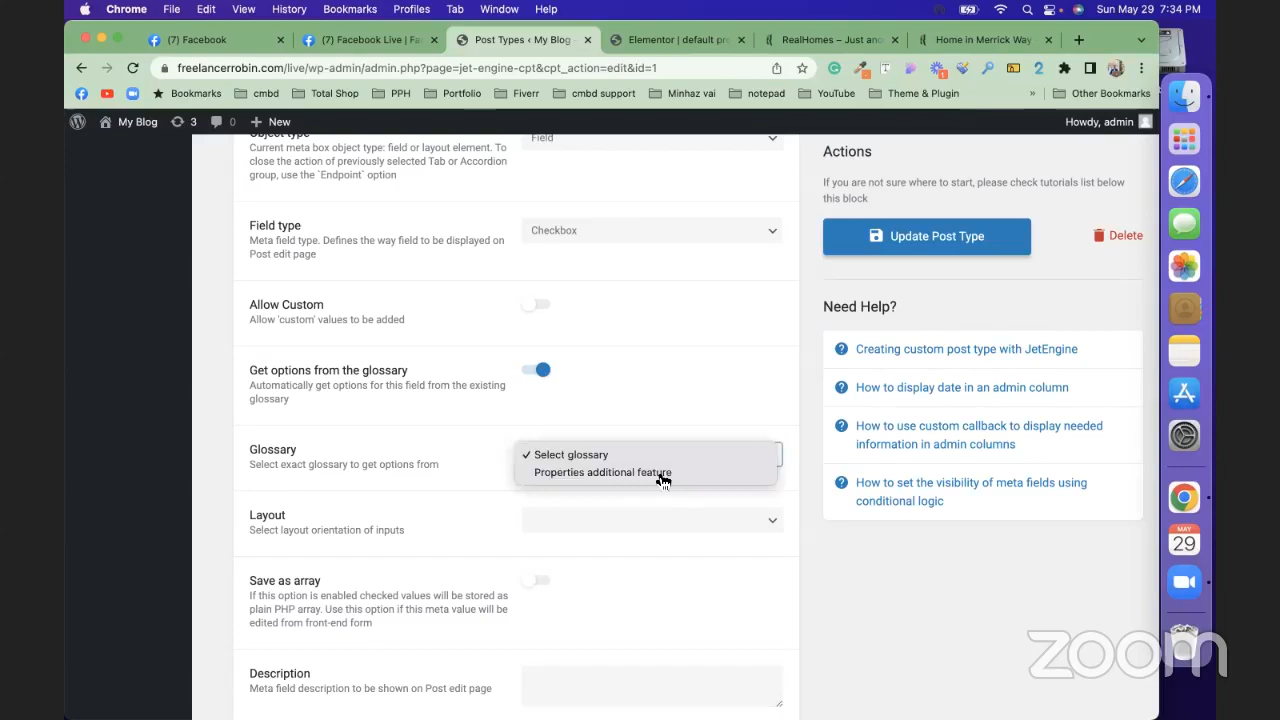 Chrome File Edit View History Bookmarks Profiles Tab Window Help Sun May 29 7:34 PM
(7) Facebook
(7) Facebook Live | Fa
Post Types ‹ My Blog -
Elementor | default pr
RealHomes – Just an
Home in Merrick Way
freelancerrobin.com/live/wp-admin/admin.php?page=jet-engine-cpt&cpt_action=edit&id=1
Bookmarks cmbd Total Shop PPH Portfolio Fiverr cmbd support Minhaz vai notepad YouTube Theme & Plugin » Other Bookmarks
My Blog 3 0 + New Howdy, admin
Object type
Current meta box object type: field or layout element. To
close the action of previously selected Tab or Accordion
group, use the `Endpoint` option
Field
Field type
Meta field type. Defines the way field to be displayed on
Post edit page
Checkbox
Allow Custom
Allow 'custom' values to be added
Get options from the glossary
Automatically get options for this field from the existing
glossary
Glossary
Select exact glossary to get options from
✓ Select glossary
Properties additional feature
Layout
Select layout orientation of inputs
Save as array
If this option is enabled checked values will be stored as
plain PHP array. Use this option if this meta value will be
edited from front-end form
Description
Meta field description to be shown on Post edit page
Actions
If you are not sure where to start, please check tutorials list below
this block
Update Post Type
Delete
Need Help?
Creating custom post type with JetEngine
How to display date in an admin column
How to use custom callback to display needed
information in admin columns
How to set the visibility of meta fields using
conditional logic
MAY
29
zoom